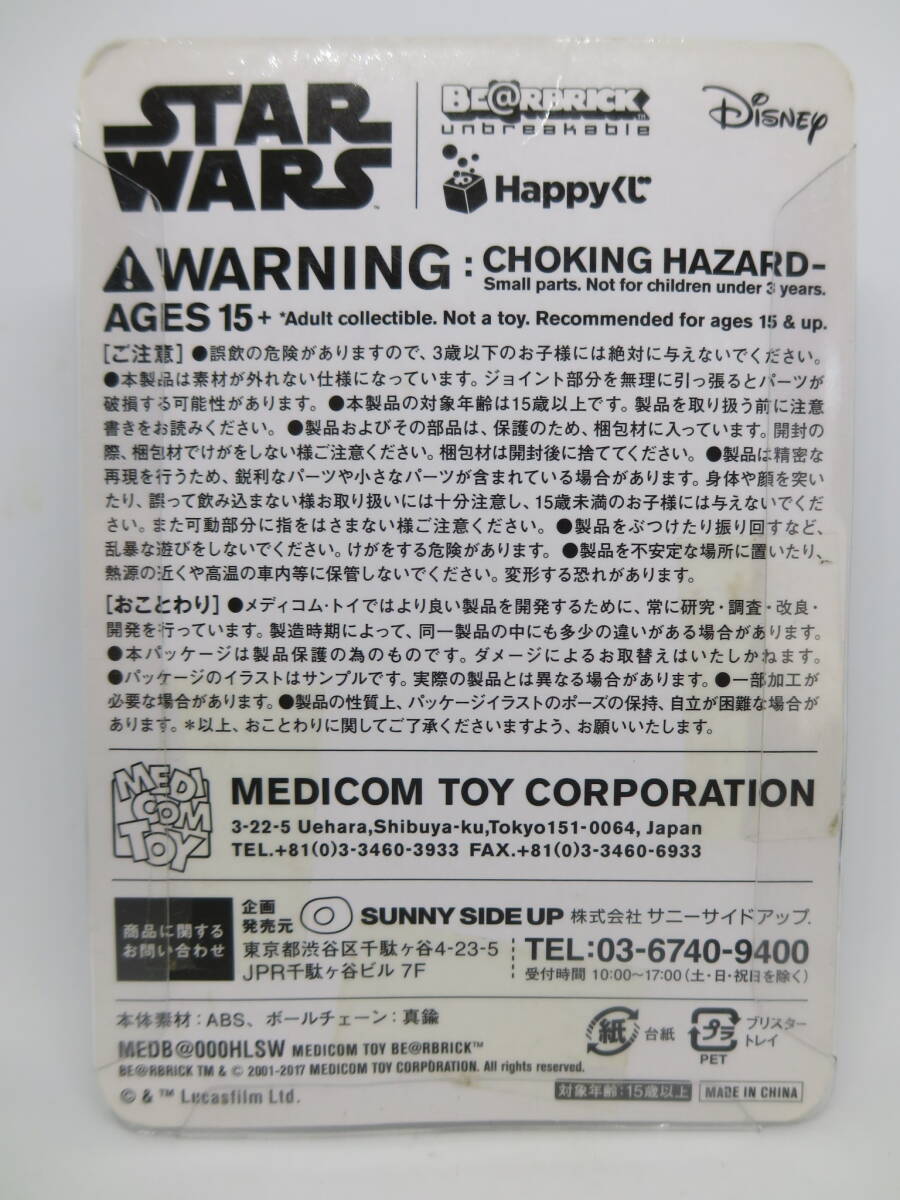 STAR
WARS™
BE@RBRICK™
unbreakable
Happyくじ
Disney
WARNING : CHOKING HAZARD–
Small parts. Not for children under 3 years.
AGES 15+ *Adult collectible. Not a toy. Recommended for ages 15 & up.
[ご注意] ●誤飲の危険がありますので、3歳以下のお子様には絶対に与えないでください。
●本製品は素材が外れない仕様になっています。ジョイント部分を無理に引っ張るとパーツが
破損する可能性があります。●本製品の対象年齢は15歳以上です。製品を取り扱う前に注意
書きをお読みください。●製品およびその部品は、保護のため、梱包材に入っています。開封の
際、梱包材でけがをしない様ご注意ください。梱包材は開封後に捨ててください。●製品は精密な
再現を行うため、鋭利なパーツや小さなパーツが含まれている場合があります。身体や顔を突い
たり、誤って飲み込まない様お取り扱いには十分注意し、15歳未満のお子様には与えないでくだ
さい。また可動部分に指をはさまない様ご注意ください。●製品をぶつけたり振り回すなど、
乱暴な遊びをしないでください。けがをする危険があります。●製品を不安定な場所に置いたり、
熱源の近くや高温の車内等に保管しないでください。変形する恐れがあります。
[おことわり] ●メディコム・トイではより良い製品を開発するために、常に研究・調査・改良・
開発を行っています。製造時期によって、同一製品の中にも多少の違いがある場合があります。
●本パッケージは製品保護の為のものです。ダメージによるお取替えはいたしかねます。
●パッケージのイラストはサンプルです。実際の製品とは異なる場合があります。●一部加工が
必要な場合があります。●製品の性質上、パッケージイラストのポーズの保持、自立が困難な場合が
あります。*以上、おことわりに関してご了承くださいますよう、お願いいたします。
MEDI
COM
TOY
MEDICOM TOY CORPORATION
3-22-5 Uehara,Shibuya-ku,Tokyo151-0064, Japan
TEL.+81(0)3-3460-3933 FAX.+81(0)3-3460-6933
商品に関する
お問い合わせ
企画
発売元
SUNNY SIDE UP 株式会社 サニーサイドアップ.
東京都渋谷区千駄ヶ谷4-23-5
JPR千駄ヶ谷ビル 7F
TEL:03-6740-9400
受付時間 10:00〜17:00(土・日・祝日を除く)
本体素材：ABS、ボールチェーン：真鍮
MEDB@000HLSW MEDICOM TOY BE@RBRICK™
BE@RBRICK TM & © 2001-2017 MEDICOM TOY CORPORATION. All rights reserved.
© & ™ Lucasfilm Ltd.
紙 台紙
プラ
PET
ブリスター
トレイ
対象年齢：15歳以上
MADE IN CHINA